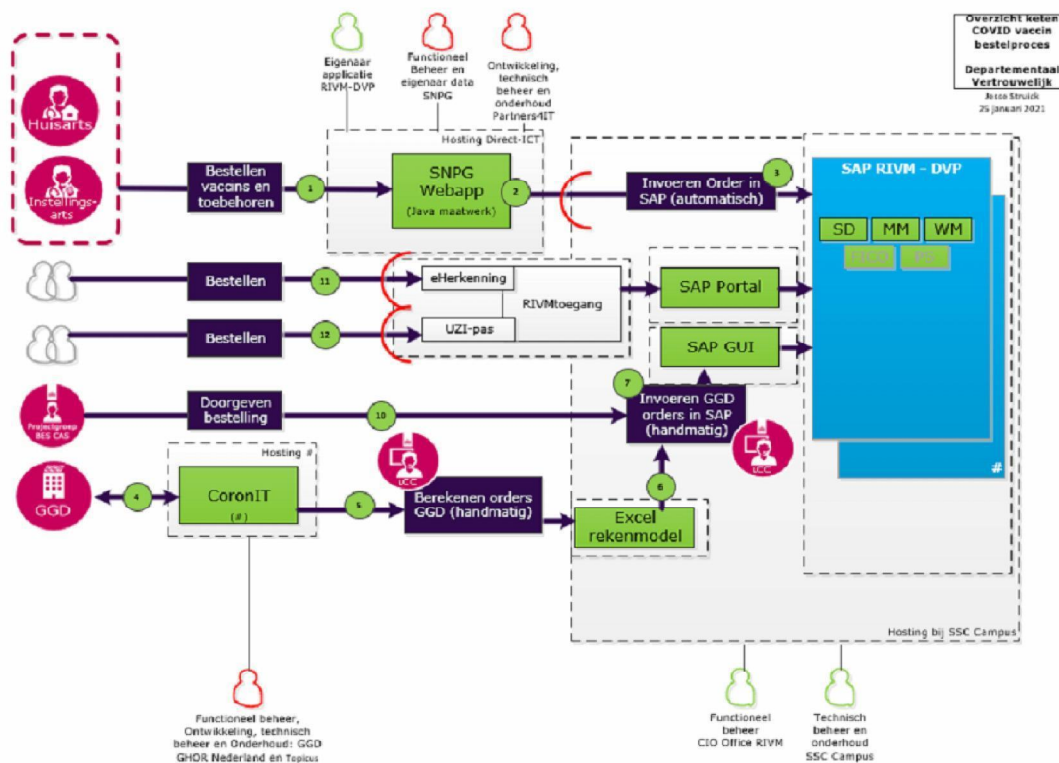 Overzicht keten
COVID vaccin
bestelproces
Departementaal
Vertrouwelijk
Jesse Struick
25 januari 2021
Eigenaar
applicatie
RIVM-DVP
Functioneel
Beheer en
eigenaar data
SNPG
Ontwikkeling,
technisch
beheer en
onderhoud
Partners4IT
Hosting Direct-ICT
Huisarts
Instellings-
arts
Bestellen
vaccins en
toebehoren
1
SNPG
Webapp
(Java maatwerk)
2
Invoeren Order in
SAP (automatisch)
3
SAP RIVM - DVP
SD
MM
WM
Bestellen
11
eHerkenning
RIVMtoegang
SAP Portal
Bestellen
12
UZI-pas
SAP GUI
7
Projectgroep
BES CAS
Doorgeven
bestelling
10
Invoeren GGD
orders in SAP
(handmatig)
LCC
Hosting #
LCC
#
GGD
4
CoronIT
(#)
5
Berekenen orders
GGD (handmatig)
6
Excel
rekenmodel
Hosting bij SSC Campus
Functioneel beheer,
Ontwikkeling, technisch
beheer en Onderhoud: GGD
GHOR Nederland en Topicus
Functioneel
beheer
CIO Office RIVM
Technisch
beheer en
onderhoud
SSC Campus